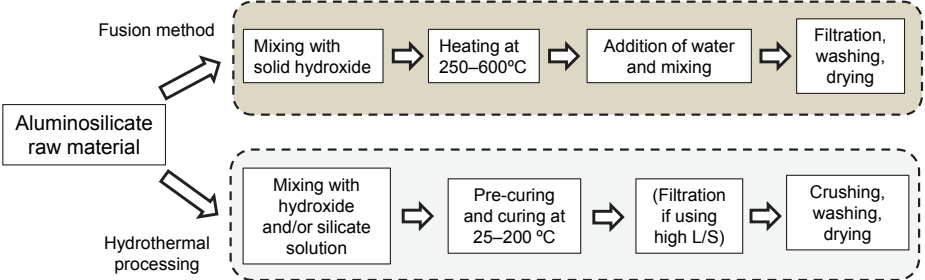 Fusion method
Mixing with
solid hydroxide
Heating at
250–600ºC
Addition of water
and mixing
Filtration,
washing,
drying
Aluminosilicate
raw material
Hydrothermal
processing
Mixing with
hydroxide
and/or silicate
solution
Pre-curing
and curing at
25–200 ºC
(Filtration
if using
high L/S)
Crushing,
washing,
drying